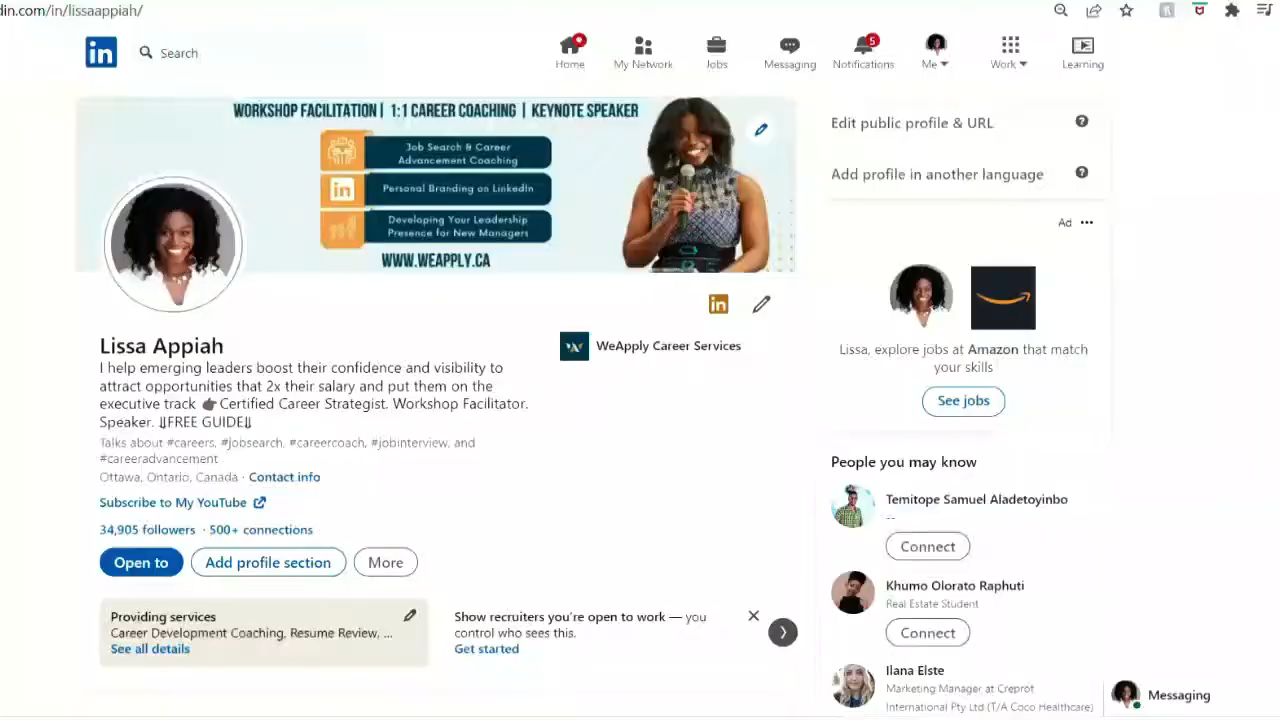 din.com/in/lissaappiah/
in
Search
Home
My Network
Jobs
Messaging
5
Notifications
Me
Work
Learning
WORKSHOP FACILITATION | 1:1 CAREER COACHING | KEYNOTE SPEAKER
Job Search & Career
Advancement Coaching
in
Personal Branding on LinkedIn
Developing Your Leadership
Presence for New Managers
WWW.WEAPPLY.CA
in
Lissa Appiah
WeApply Career Services
I help emerging leaders boost their confidence and visibility to
attract opportunities that 2x their salary and put them on the
executive track Certified Career Strategist. Workshop Facilitator.
Speaker. FREE GUIDE
Talks about #careers, #jobsearch, #careercoach, #jobinterview, and
#careeradvancement
Ottawa, Ontario, Canada · Contact info
Subscribe to My YouTube
34,905 followers · 500+ connections
Open to
Add profile section
More
Providing services
Career Development Coaching, Resume Review, ...
See all details
Show recruiters you're open to work — you
control who sees this.
Get started
Edit public profile & URL
Add profile in another language
Ad
Lissa, explore jobs at Amazon that match
your skills
See jobs
People you may know
Temitope Samuel Aladetoyinbo
--
Connect
Khumo Olorato Raphuti
Real Estate Student
Connect
Ilana Elste
Marketing Manager at Creprot
International Pty Ltd (T/A Coco Healthcare)
Messaging